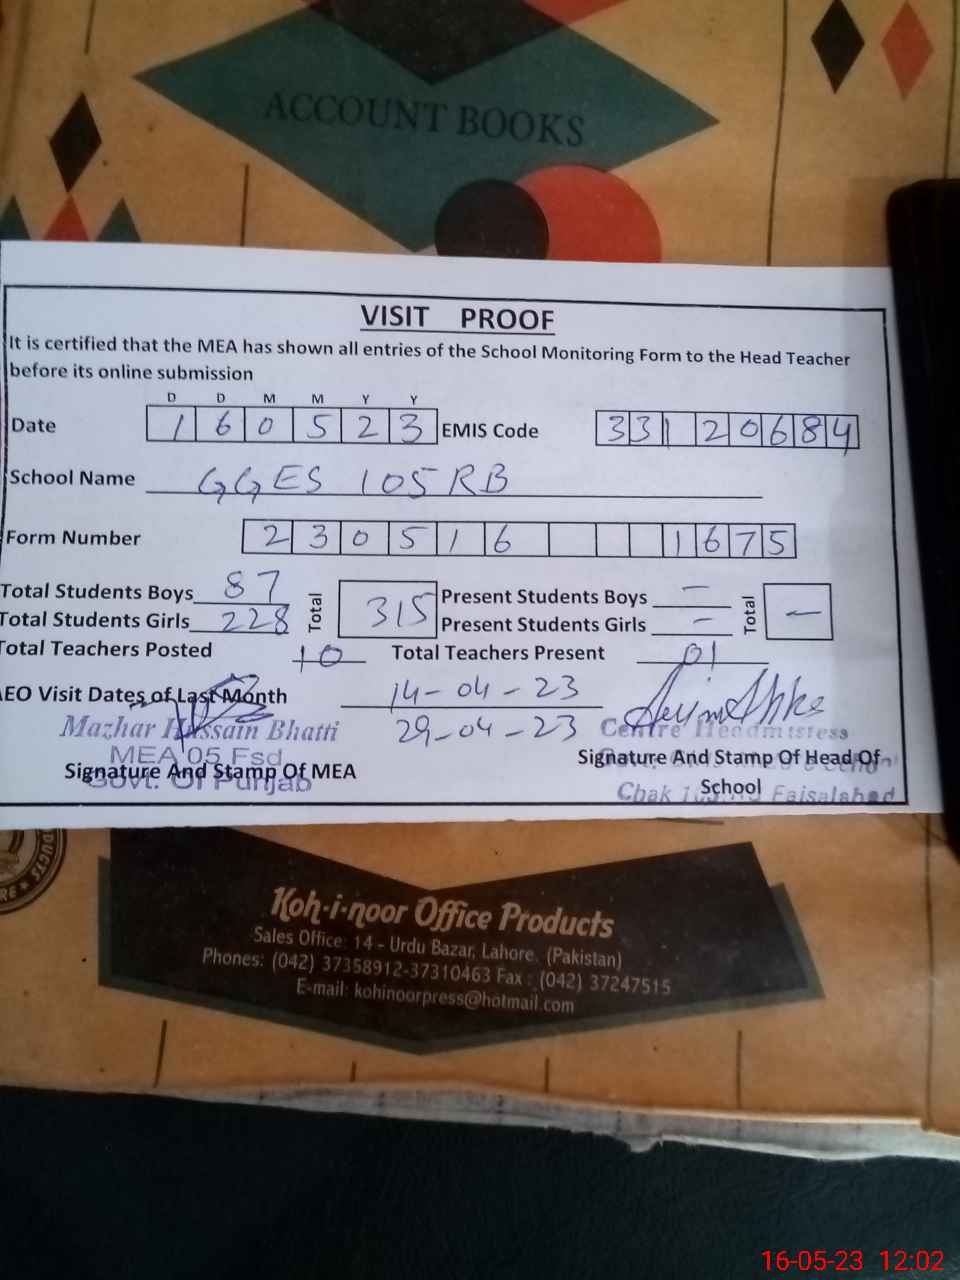 ACCOUNT BOOKS
VISIT PROOF
It is certified that the MEA has shown all entries of the School Monitoring Form to the Head Teacher
before its online submission
D D M M Y Y
Date 1 6 0 5 2 3 EMIS Code 3 3 1 2 0 6 8 4
School Name GGES 105 RB
Form Number 2 3 0 5 1 6 1 6 7 5
Total Students Boys 87 Total 315 Present Students Boys - Total -
Total Students Girls 228 Present Students Girls -
Total Teachers Posted 10 Total Teachers Present 01
AEO Visit Dates of Last Month 14-04-23
29-04-23
Mazhar Hussain Bhatti
MEA 05 Fsd
Govt. Of Punjab
Signature And Stamp Of MEA
Centre Headmistress
Signature And Stamp Of Head Of
School
Chak Faisalabad
DUCTS
Koh-i-noor Office Products
Sales Office: 14 - Urdu Bazar, Lahore. (Pakistan)
Phones: (042) 37358912-37310463 Fax : (042) 37247515
E-mail: kohinoorpress@hotmail.com
16-05-23 12:02